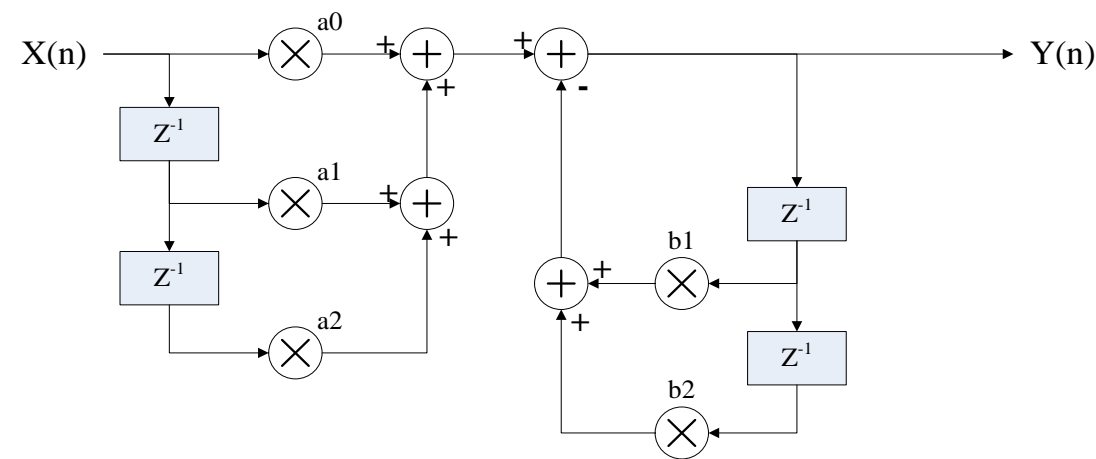 a0
X(n) + + + + Y(n)
+ -
Z⁻¹
a1
+ +
Z⁻¹
+
b1
Z⁻¹
+ +
+
a2
Z⁻¹
b2